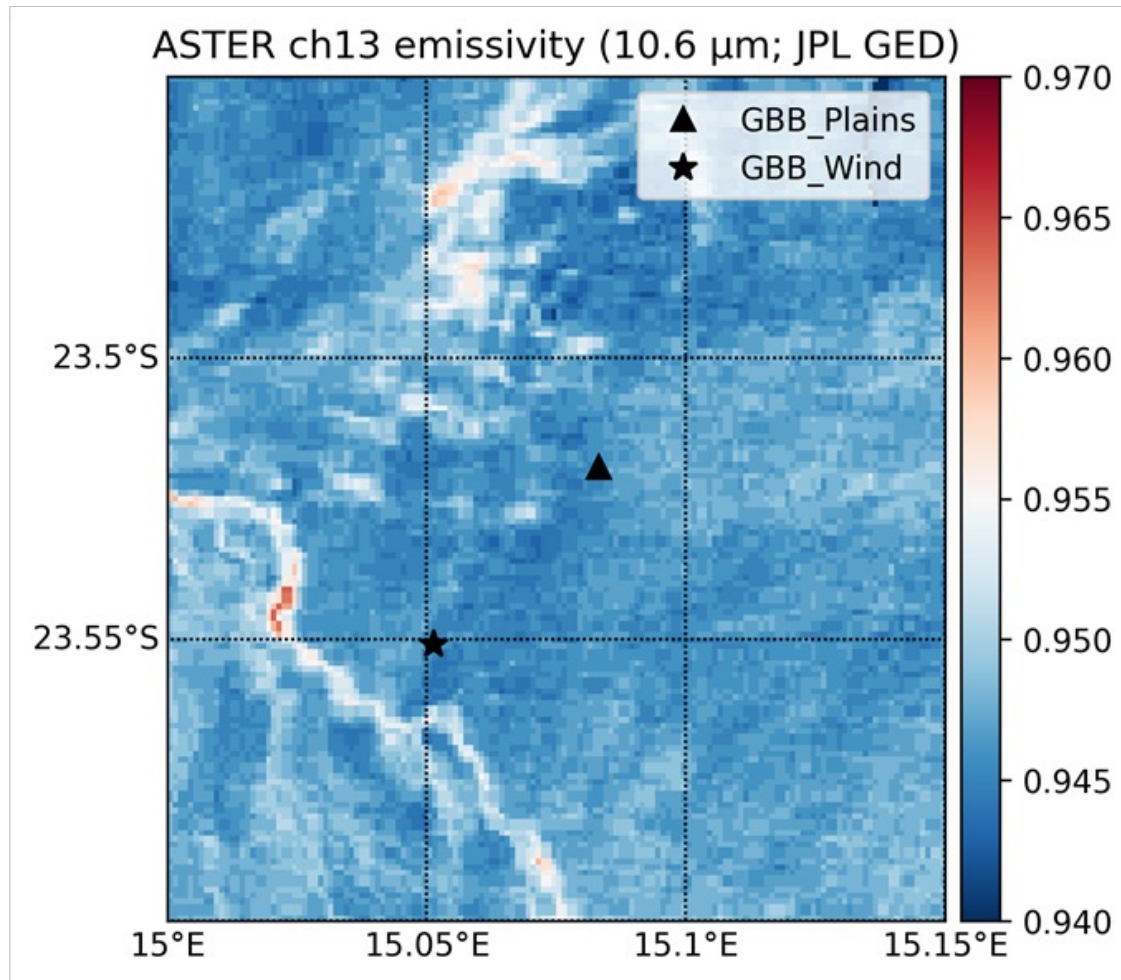 ASTER ch13 emissivity (10.6 μm; JPL GED)
GBB_Plains
GBB_Wind
23.5°S
23.55°S
15°E
15.05°E
15.1°E
15.15°E
0.970
0.965
0.960
0.955
0.950
0.945
0.940